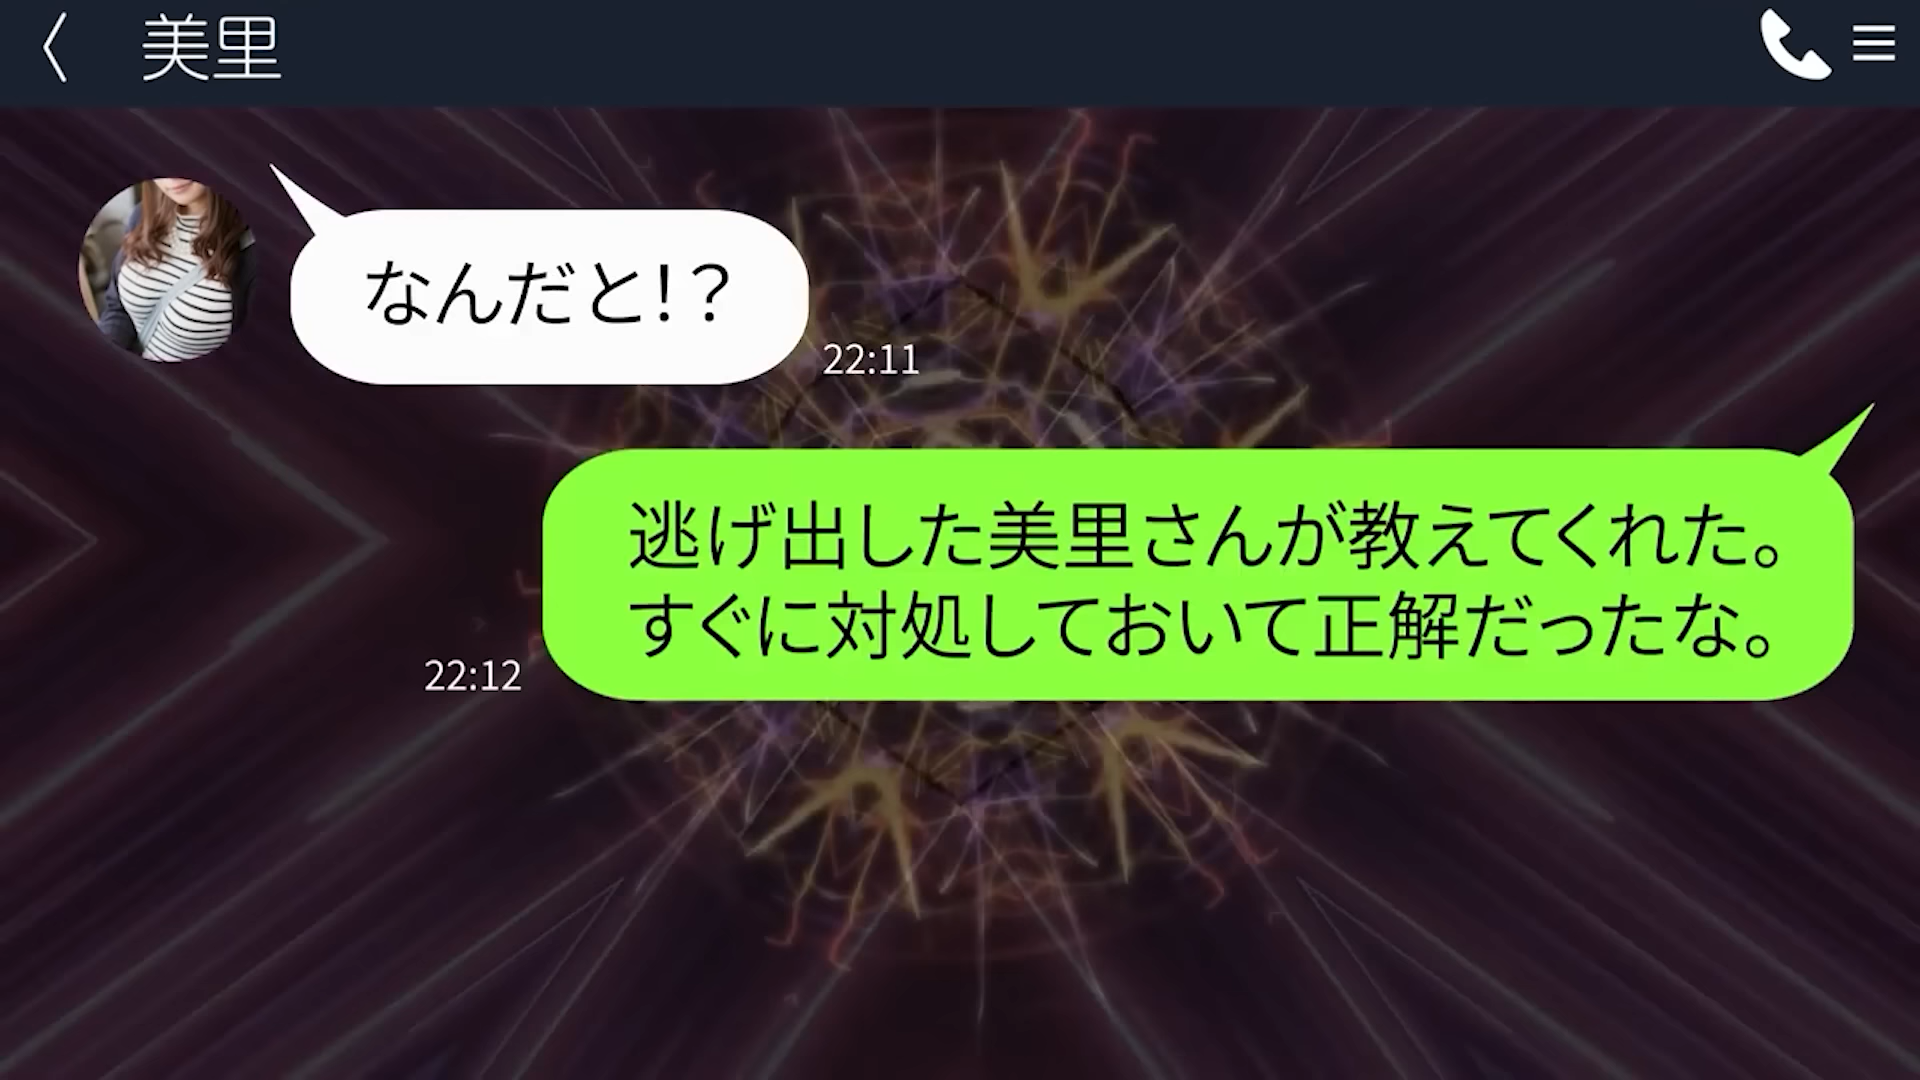 美里
なんだと!?
22:11
逃げ出した美里さんが教えてくれた。
すぐに対処しておいて正解だったな。
22:12